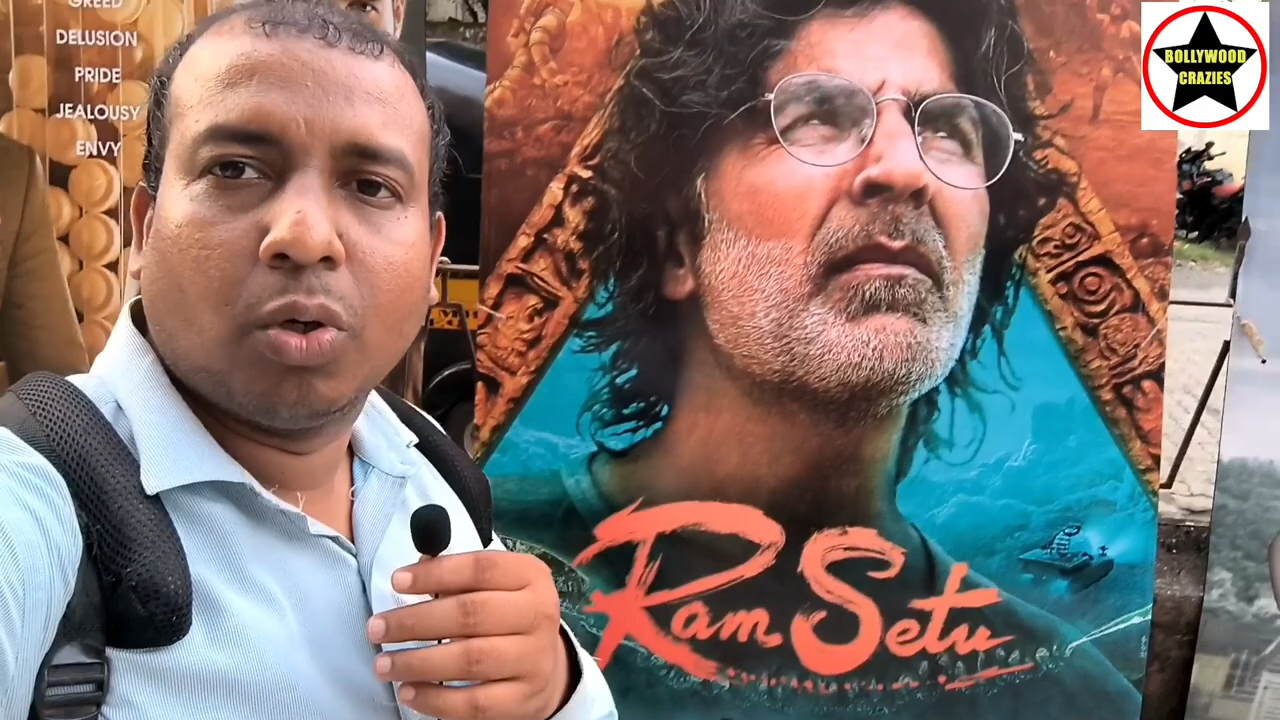 GREED
DELUSION
PRIDE
JEALOUSY
ENVY
BOLLYWOOD
CRAZIES
Ram Setu